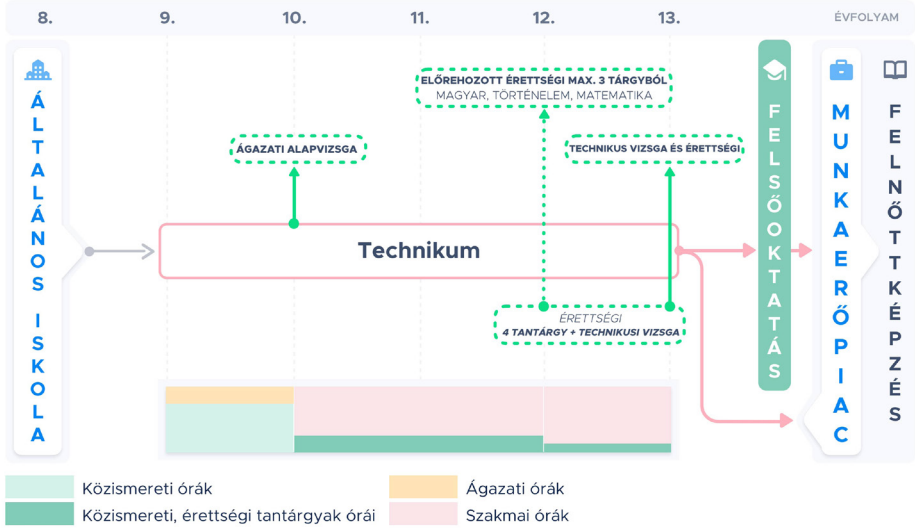 8. 9. 10. 11. 12. 13. ÉVFOLYAM
ÁLTALÁNOS ISKOLA
ELŐREHOZOTT ÉRETTSÉGI MAX. 3 TÁRGYBÓL
MAGYAR, TÖRTÉNELEM, MATEMATIKA
ÁGAZATI ALAPVIZSGA
TECHNIKUS VIZSGA ÉS ÉRETTSÉGI
Technikum
ÉRETTSÉGI
4 TANTÁRGY + TECHNIKUSI VIZSGA
FELSŐOKTATÁS
MUNKAERŐPIAC
FELNŐTTKÉPZÉS
Közismereti órák
Közismereti, érettségi tantárgyak órái
Ágazati órák
Szakmai órák